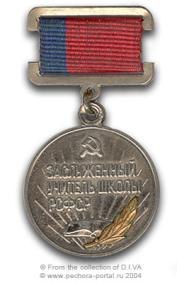 ЗАСЛУЖЕННЫЙ
УЧИТЕЛЬ ШКОЛЫ
РСФСР
® From the collection of D.I.VA
© www.pechora-portal.ru 2004